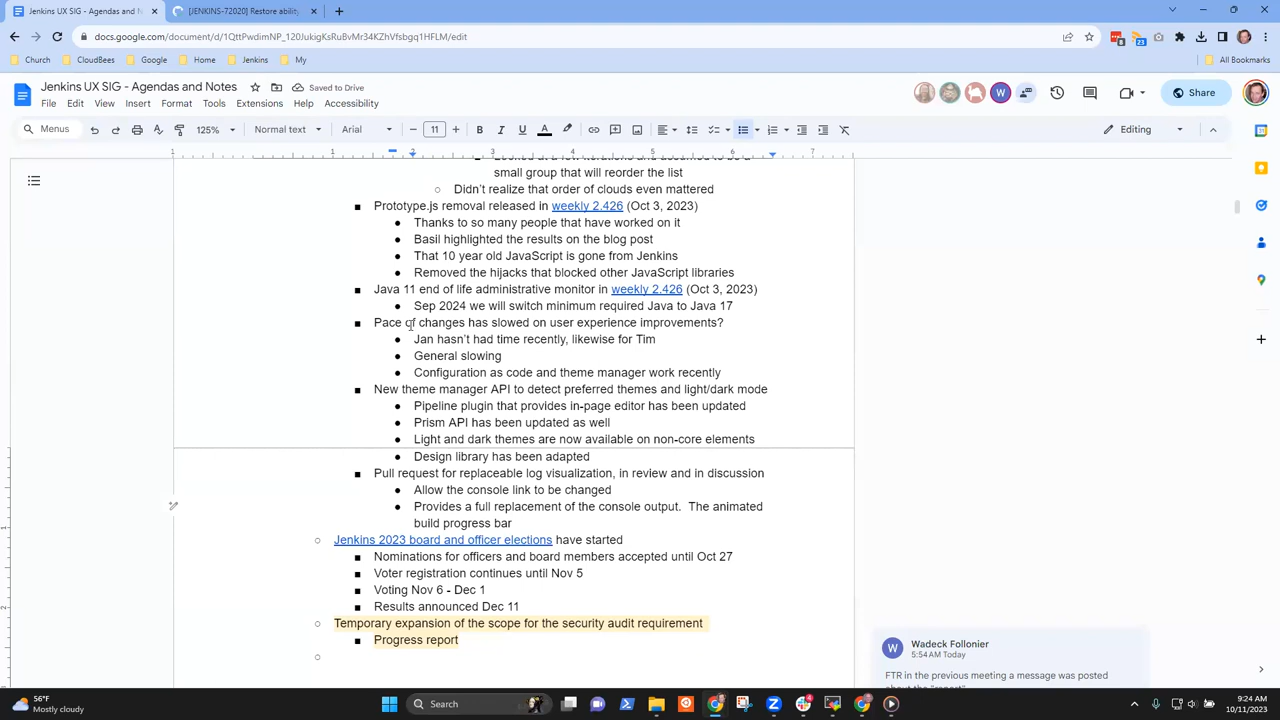 Jenkins UX SIG - Agendas and N
[JENKINS-72020] Restore ability
docs.google.com/document/d/1QttPwdimNP_120JukigKsRuBvMr34KZhVfsbgq1HFLM/edit
Church
CloudBees
Google
Home
Jenkins
My
All Bookmarks
Jenkins UX SIG - Agendas and Notes
Saved to Drive
File Edit View Insert Format Tools Extensions Help Accessibility
W
Share
Menus
125%
Normal text
Arial
11
Editing
small group that will reorder the list
Didn't realize that order of clouds even mattered
Prototype.js removal released in weekly 2.426 (Oct 3, 2023)
Thanks to so many people that have worked on it
Basil highlighted the results on the blog post
That 10 year old JavaScript is gone from Jenkins
Removed the hijacks that blocked other JavaScript libraries
Java 11 end of life administrative monitor in weekly 2.426 (Oct 3, 2023)
Sep 2024 we will switch minimum required Java to Java 17
Pace of changes has slowed on user experience improvements?
Jan hasn't had time recently, likewise for Tim
General slowing
Configuration as code and theme manager work recently
New theme manager API to detect preferred themes and light/dark mode
Pipeline plugin that provides in-page editor has been updated
Prism API has been updated as well
Light and dark themes are now available on non-core elements
Design library has been adapted
Pull request for replaceable log visualization, in review and in discussion
Allow the console link to be changed
Provides a full replacement of the console output.  The animated
build progress bar
Jenkins 2023 board and officer elections have started
Nominations for officers and board members accepted until Oct 27
Voter registration continues until Nov 5
Voting Nov 6 - Dec 1
Results announced Dec 11
Temporary expansion of the scope for the security audit requirement
Progress report
W
Wadeck Follonier
5:54 AM Today
FTR in the previous meeting a message was posted
56°F
Mostly cloudy
Search
9:24 AM
10/11/2023